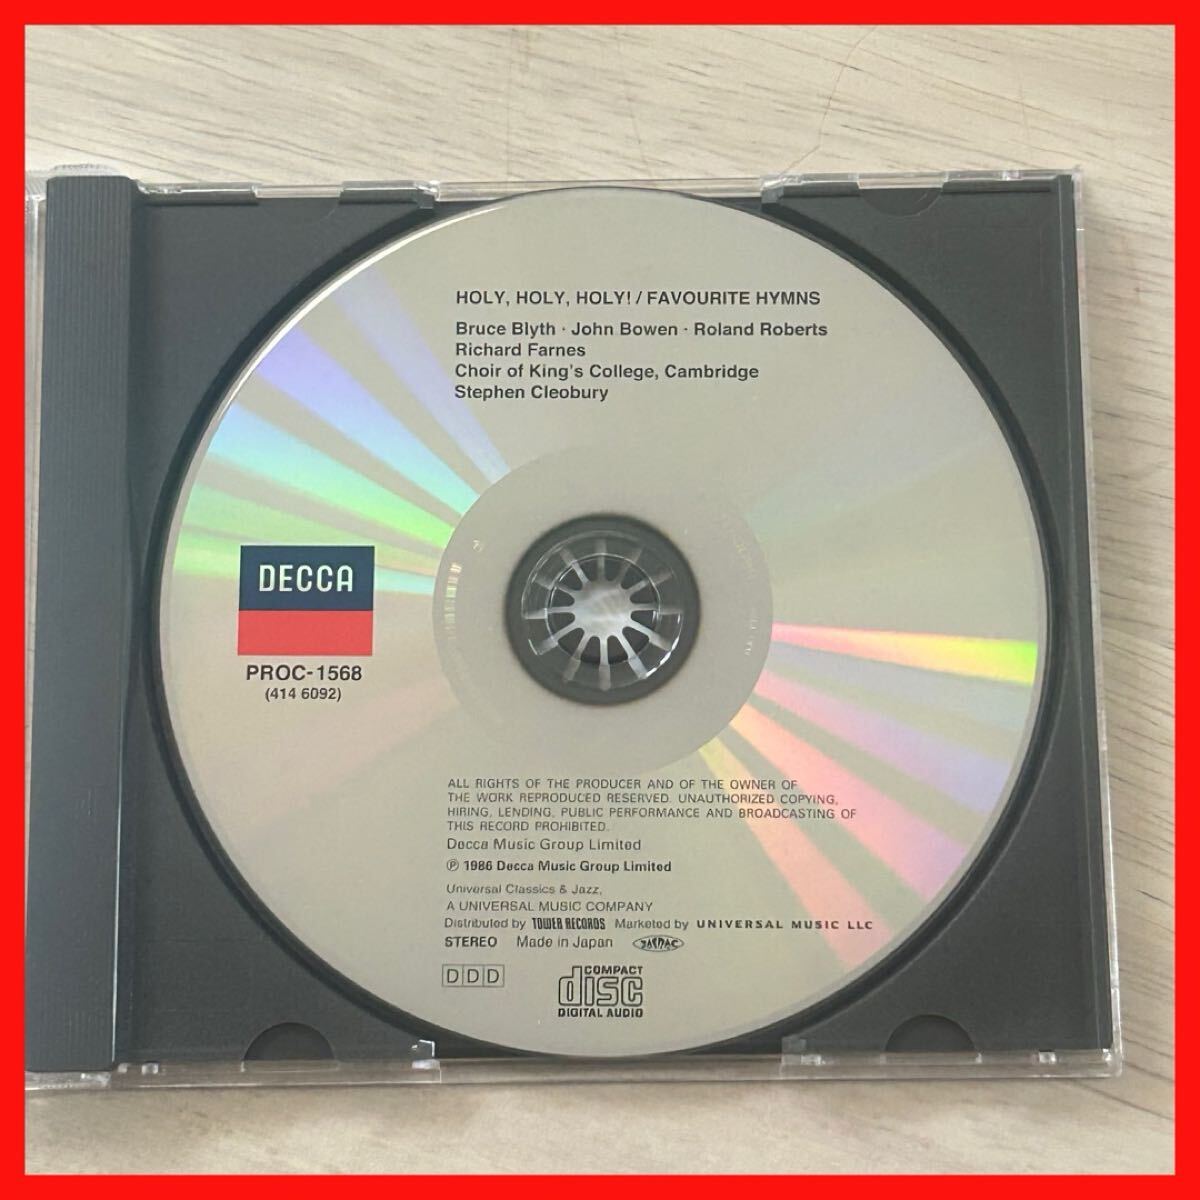 HOLY, HOLY, HOLY! / FAVOURITE HYMNS
Bruce Blyth · John Bowen · Roland Roberts
Richard Farnes
Choir of King's College, Cambridge
Stephen Cleobury
DECCA
PROC-1568
(414 6092)
ALL RIGHTS OF THE PRODUCER AND OF THE OWNER OF
THE WORK REPRODUCED RESERVED. UNAUTHORIZED COPYING,
HIRING, LENDING, PUBLIC PERFORMANCE AND BROADCASTING OF
THIS RECORD PROHIBITED.
Decca Music Group Limited
℗ 1986 Decca Music Group Limited
Universal Classics & Jazz,
A UNIVERSAL MUSIC COMPANY
Distributed by TOWER RECORDS Marketed by UNIVERSAL MUSIC LLC
STEREO Made in Japan JASRAC
DDD
COMPACT
disc
DIGITAL AUDIO